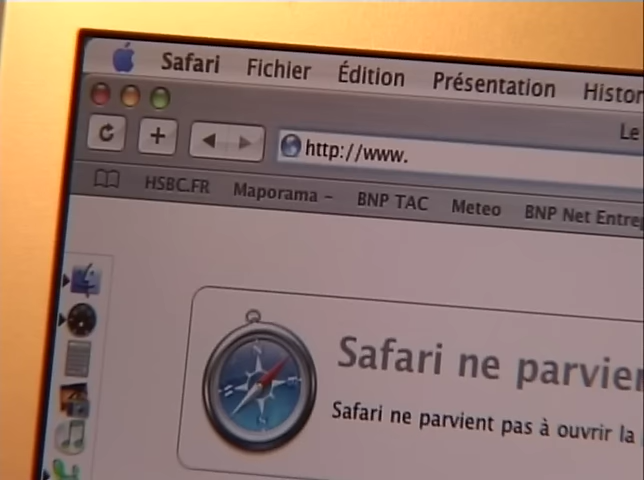 Safari Fichier Édition Présentation Histor
Le
http://www.
HSBC.FR Maporama BNP TAC Meteo BNP Net Entrep
Safari ne parvien
Safari ne parvient pas à ouvrir la